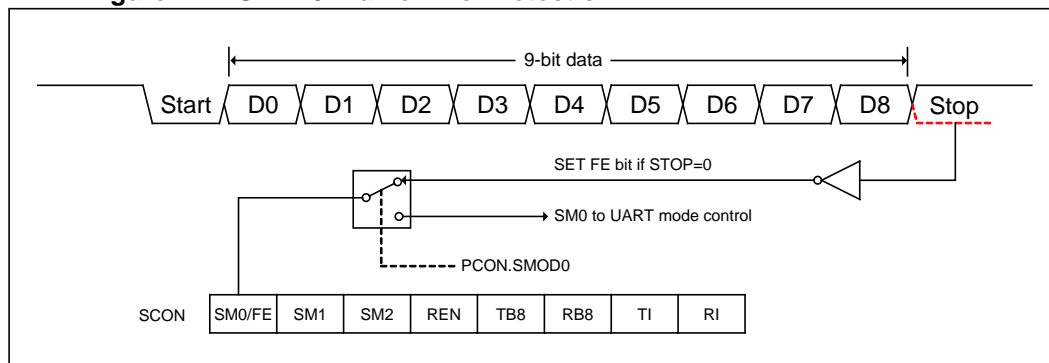 9-bit data
Start D0 D1 D2 D3 D4 D5 D6 D7 D8 Stop
SET FE bit if STOP=0
SM0 to UART mode control
PCON.SMOD0
SCON SM0/FE SM1 SM2 REN TB8 RB8 TI RI